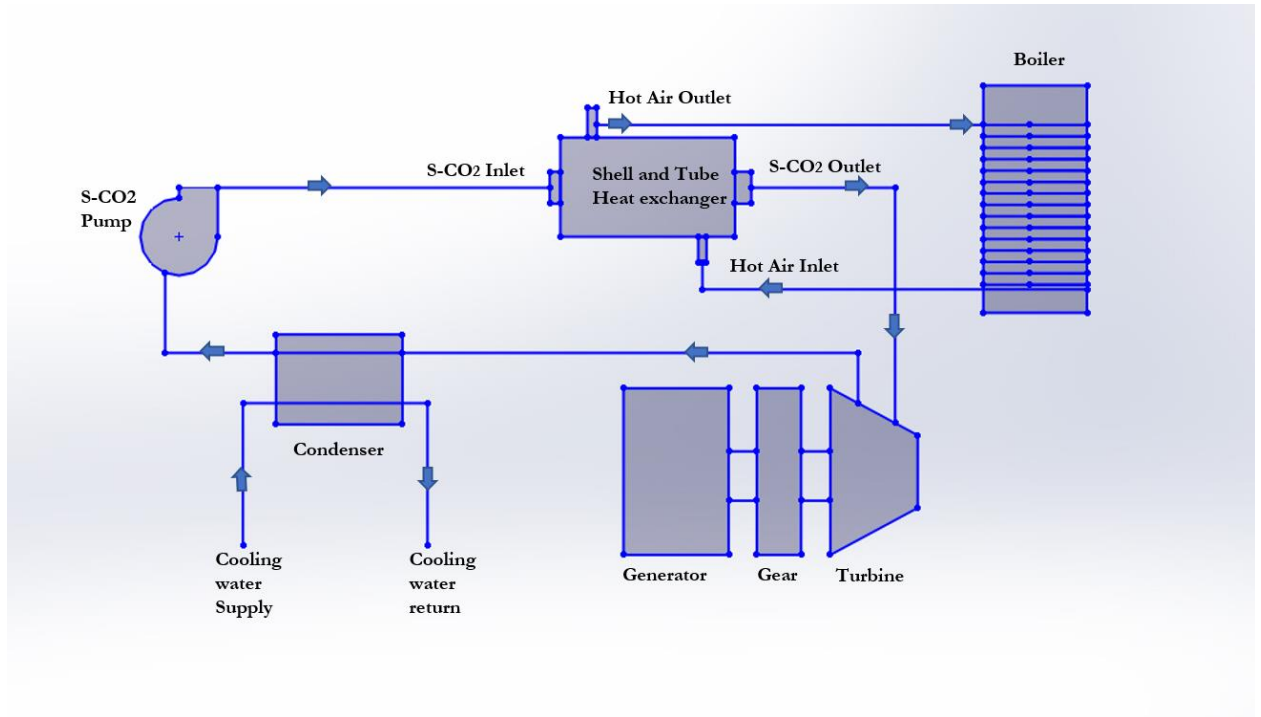 Boiler
Hot Air Outlet
S-CO2 Inlet
Shell and Tube
Heat exchanger
S-CO2 Outlet
S-CO2
Pump
Hot Air Inlet
Condenser
Cooling
water
Supply
Cooling
water
return
Generator
Gear
Turbine